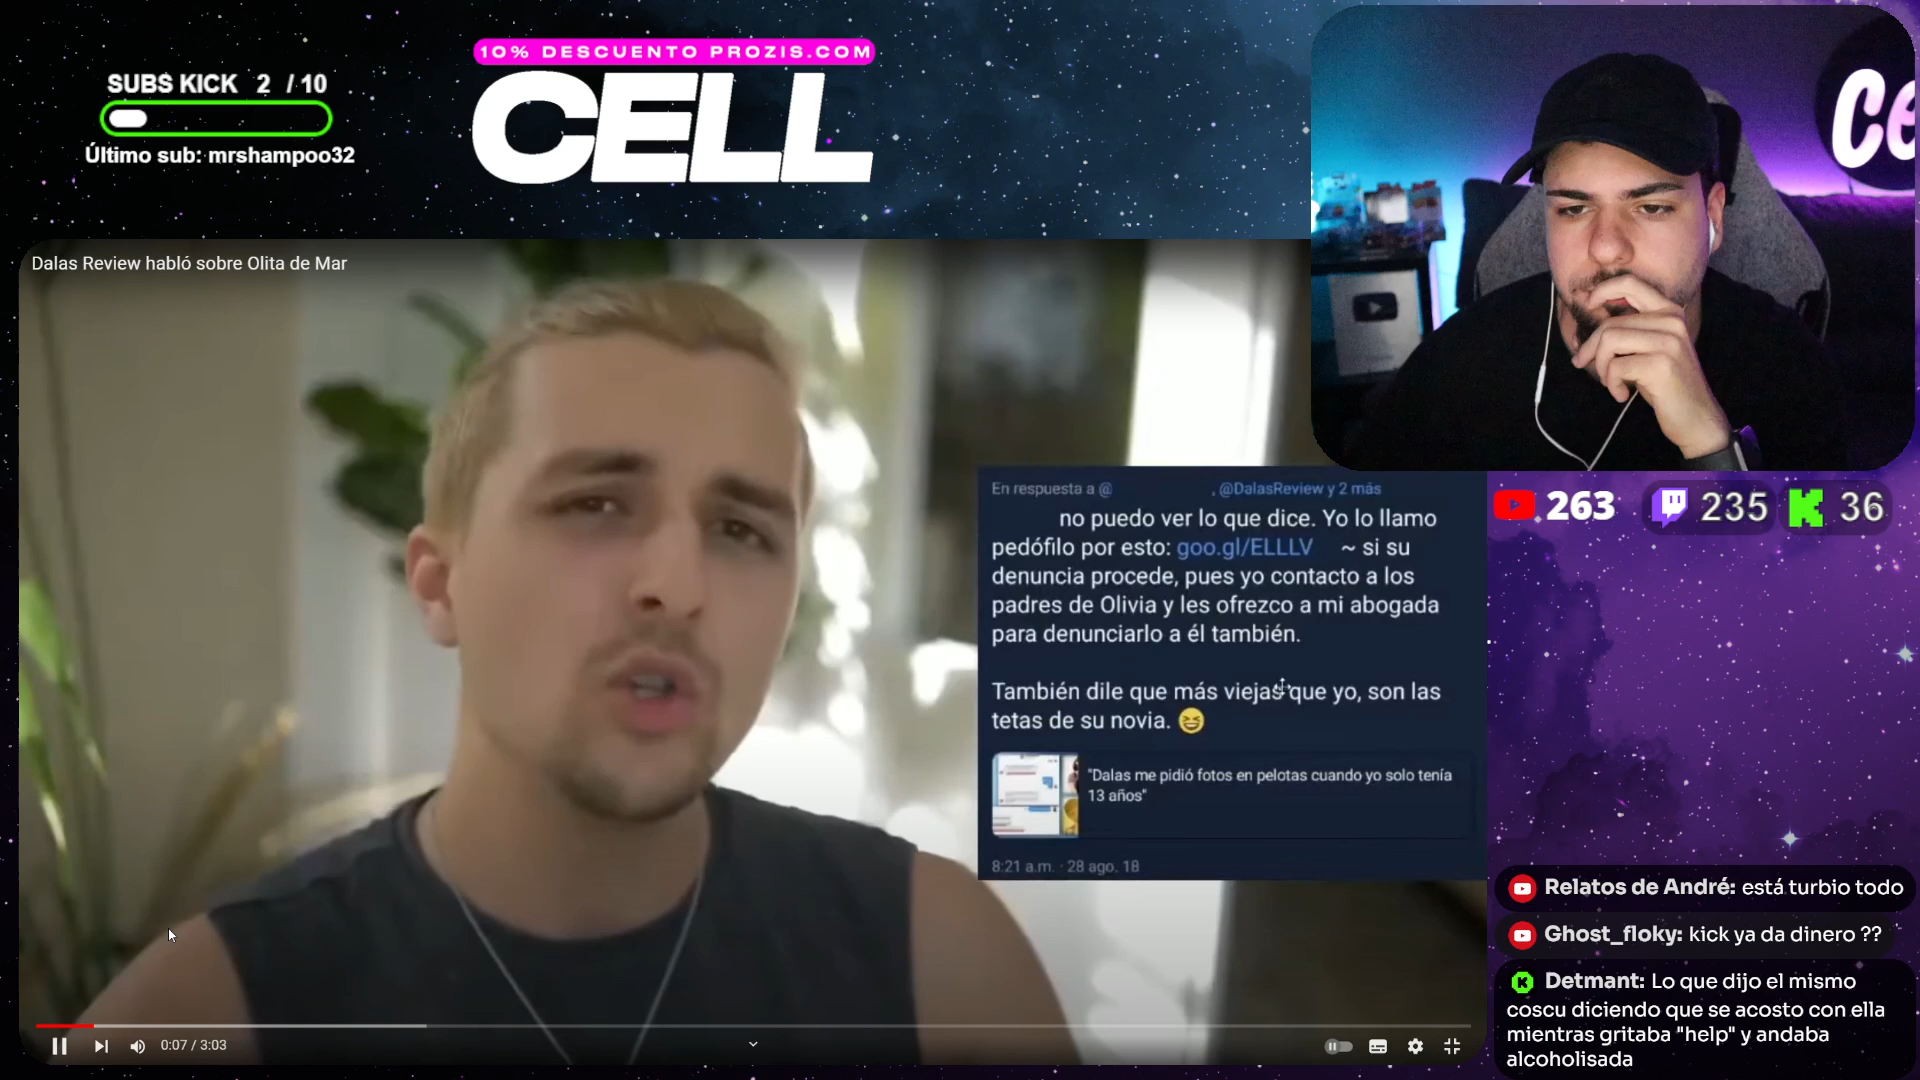 SUBS KICK 2 / 10
Último sub: mrshampoo32
10% DESCUENTO PROZIS.COM
CELL
Ce
Dalas Review habló sobre Olita de Mar
En respuesta a @ , @DalasReview y 2 más
no puedo ver lo que dice. Yo lo llamo
pedófilo por esto: goo.gl/ELLLV ~ si su
denuncia procede, pues yo contacto a los
padres de Olivia y les ofrezco a mi abogada
para denunciarlo a él también.
También dile que más viejas que yo, son las
tetas de su novia. 😆
"Dalas me pidió fotos en pelotas cuando yo solo tenía
13 años"
8:21 a.m. · 28 ago. 18
0:07 / 3:03
263 235 36
Relatos de André: está turbio todo
Ghost_floky: kick ya da dinero ??
Detmant: Lo que dijo el mismo
coscu diciendo que se acosto con ella
mientras gritaba "help" y andaba
alcoholisada